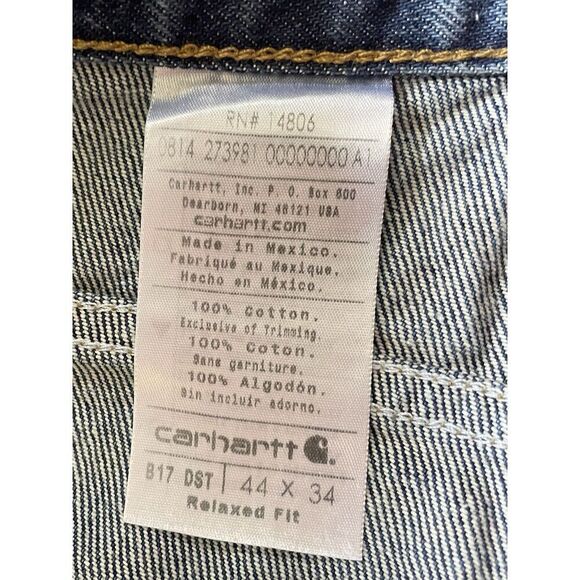 RN# 14806
0814 273981 00000000 A1
Carhartt, Inc. P. O. Box 600
Dearborn, MI 48121 USA
carhartt.com
Made in Mexico.
Fabriqué au Mexique.
Hecho en México.
100% Cotton.
Exclusive of Trimming.
100% Coton.
Sans garniture.
100% Algodón.
Sin incluir adorno.
carhartt
B17 DST 44 X 34
Relaxed Fit